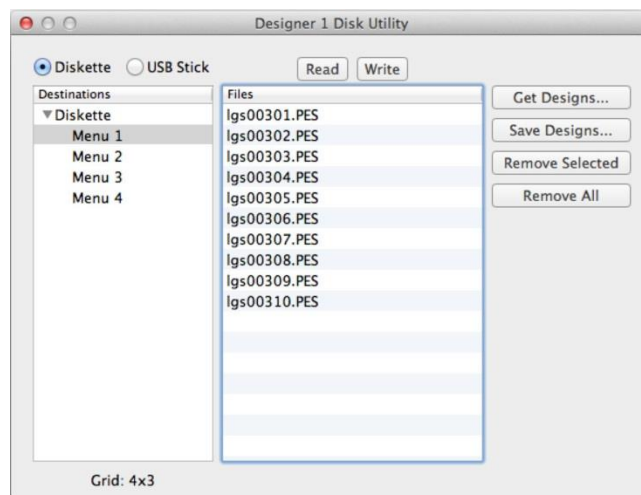 Designer 1 Disk Utility
Diskette USB Stick Read Write
Destinations
Diskette
Menu 1
Menu 2
Menu 3
Menu 4
Files
lgs00301.PES
lgs00302.PES
lgs00303.PES
lgs00304.PES
lgs00305.PES
lgs00306.PES
lgs00307.PES
lgs00308.PES
lgs00309.PES
lgs00310.PES
Get Designs...
Save Designs...
Remove Selected
Remove All
Grid: 4x3